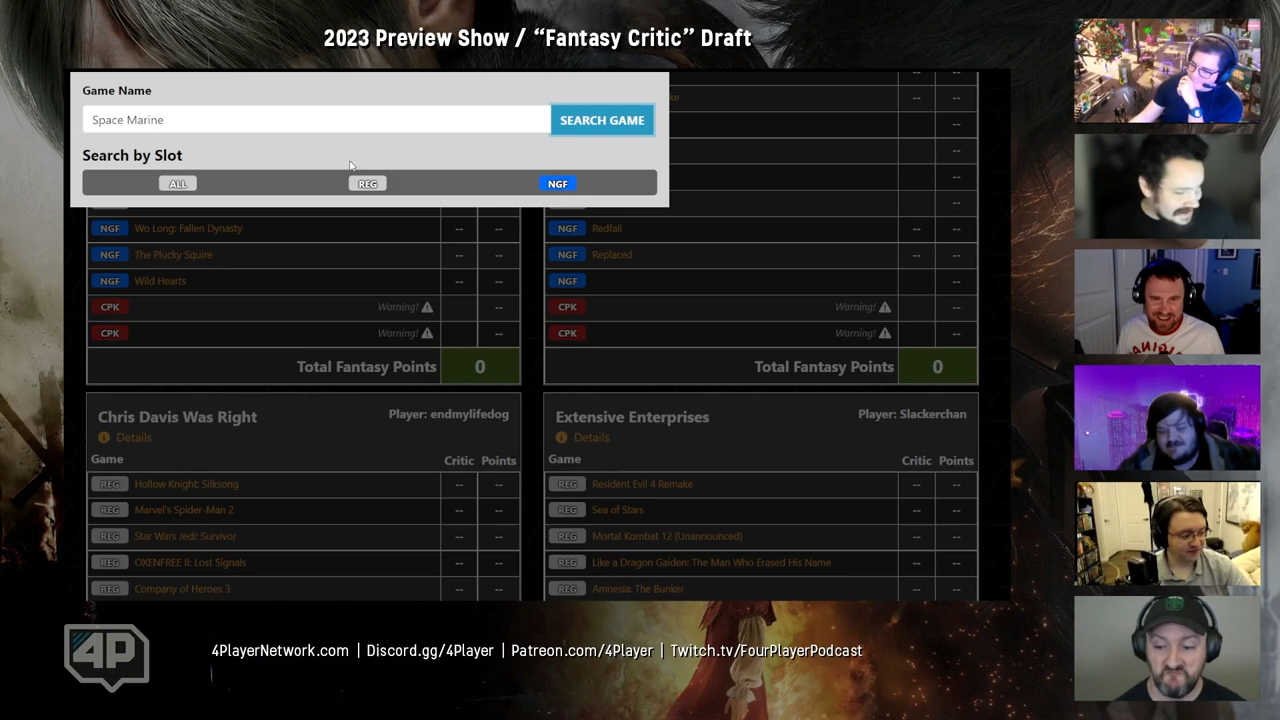 2023 Preview Show / “Fantasy Critic” Draft
Game Name
Space Marine
SEARCH GAME
Search by Slot
ALL REG NGF
-- --
-- --
--
--
--
--
NGF Wo Long: Fallen Dynasty -- --
NGF The Plucky Squire -- --
NGF Wild Hearts -- --
CPK Warning! --
CPK Warning! --
Total Fantasy Points 0
NGF Redfall -- --
NGF Replaced -- --
NGF --
CPK Warning! --
CPK Warning! --
Total Fantasy Points 0
Chris Davis Was Right Player: endmylifedog
Details
Game Critic Points
REG Hollow Knight: Silksong -- --
REG Marvel's Spider-Man 2 -- --
REG Star Wars Jedi: Survivor -- --
REG OXENFREE II: Lost Signals -- --
REG Company of Heroes 3 -- --
Extensive Enterprises Player: Slackerchan
Details
Game Critic Points
REG Resident Evil 4 Remake -- --
REG Sea of Stars -- --
REG Mortal Kombat 12 (Unannounced) -- --
REG Like a Dragon Gaiden: The Man Who Erased His Name -- --
REG Amnesia: The Bunker -- --
4P
4PlayerNetwork.com | Discord.gg/4Player | Patreon.com/4Player | Twitch.tv/FourPlayerPodcast